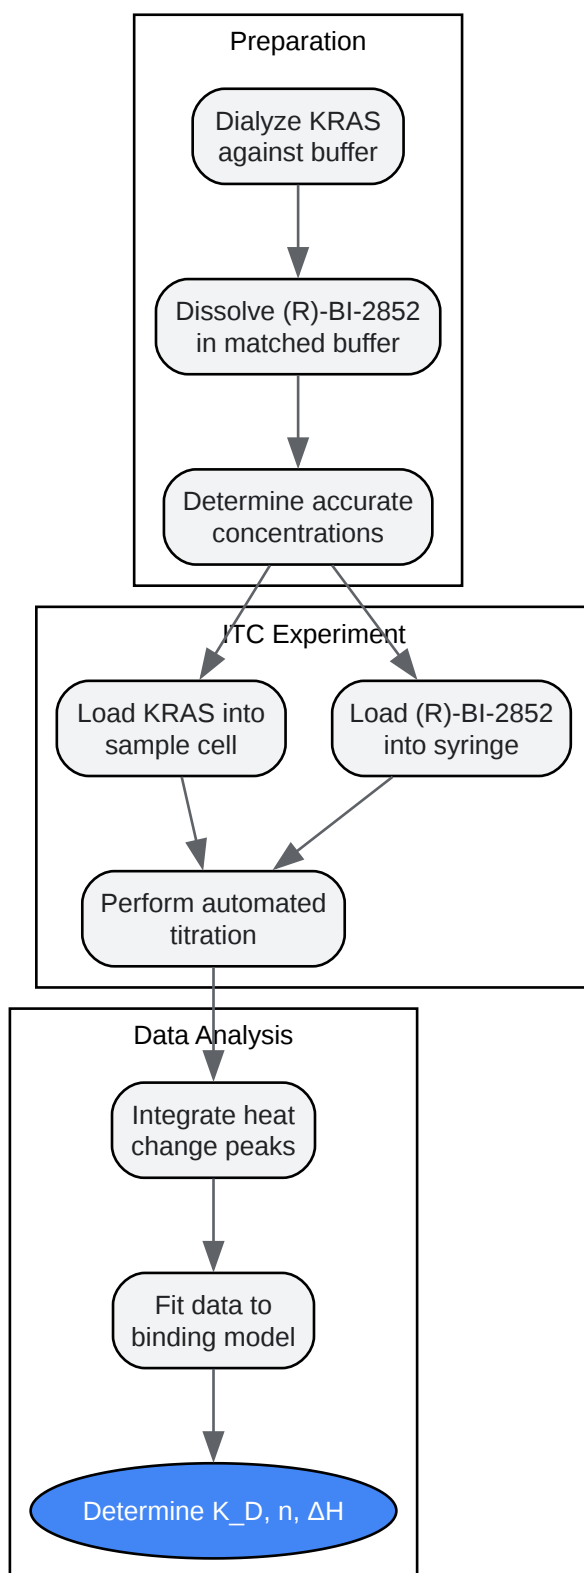 Preparation
Dialyze KRAS
against buffer
Dissolve (R)-BI-2852
in matched buffer
Determine accurate
concentrations
ITC Experiment
Load KRAS into
sample cell
Load (R)-BI-2852
into syringe
Perform automated
titration
Data Analysis
Integrate heat
change peaks
Fit data to
binding model
Determine K_D, n, ΔH